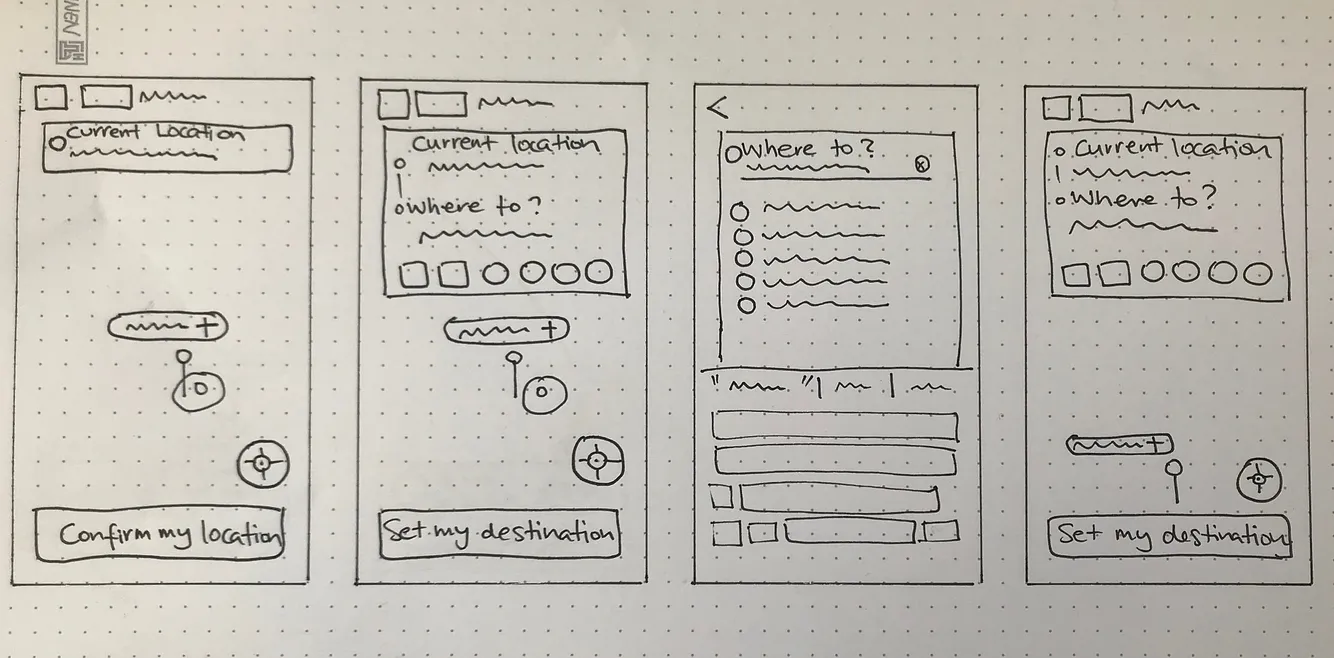 Current Location
Confirm my location
Current location
Where to?
Set my destination
Where to?
Current location
Where to?
Set my destination